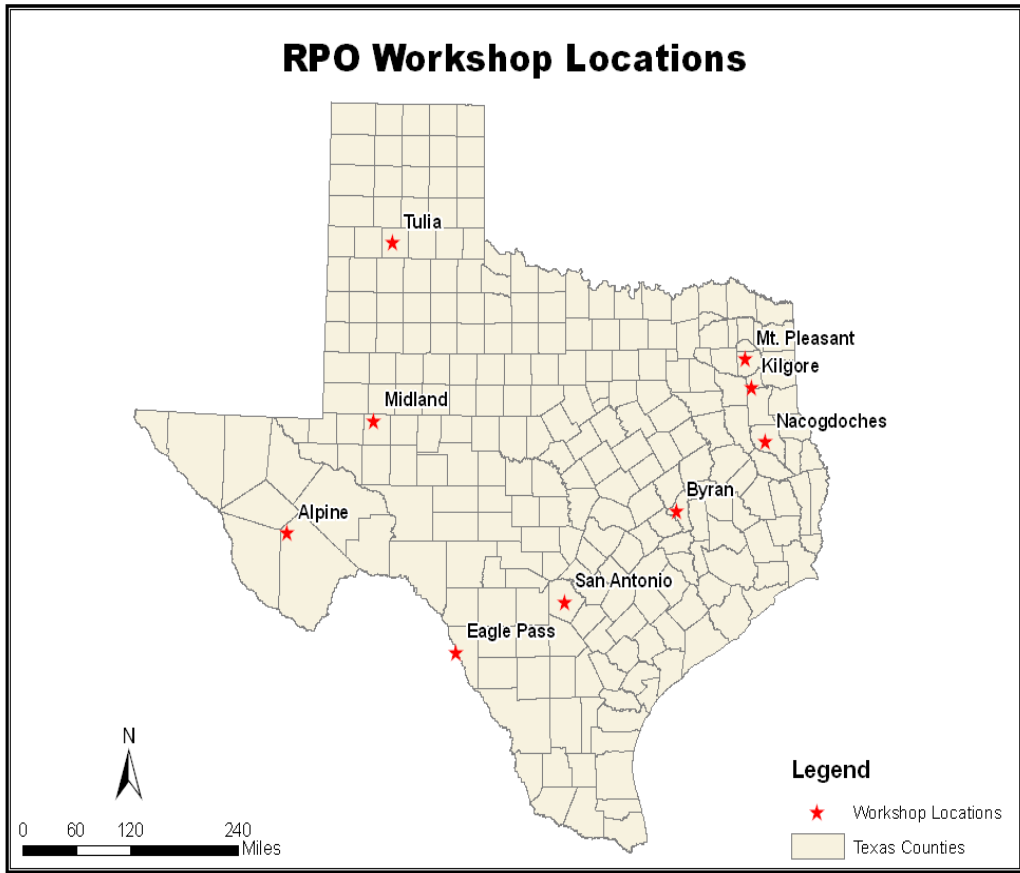 RPO Workshop Locations
Tulia
Mt. Pleasant
Kilgore
Midland
Nacogdoches
Byran
Alpine
San Antonio
Eagle Pass
N
Legend
Workshop Locations
0 60 120 240
Miles
Texas Counties